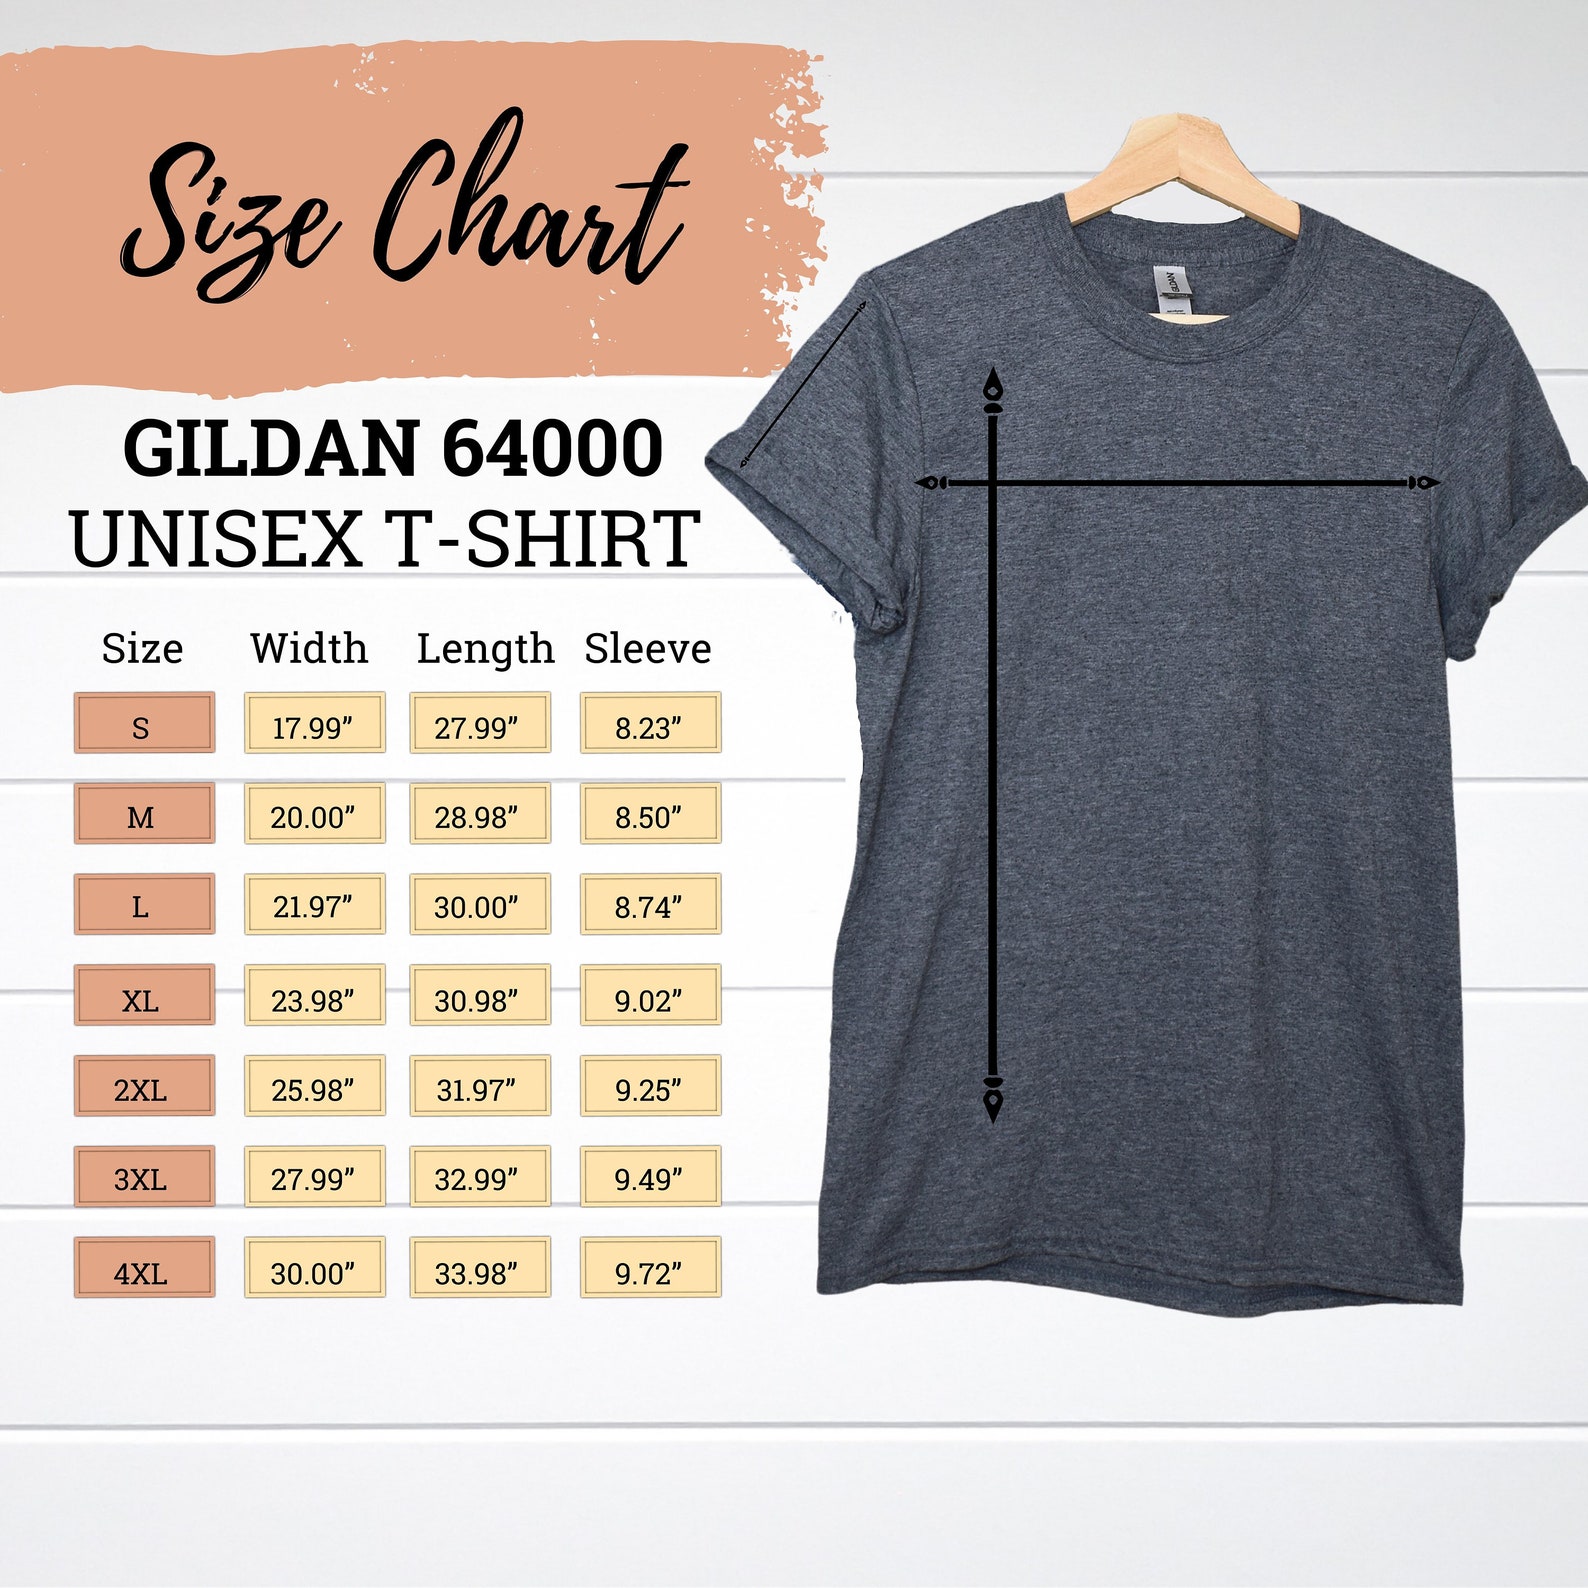 Size Chart
GILDAN 64000
UNISEX T-SHIRT
Size Width Length Sleeve
S 17.99” 27.99” 8.23”
M 20.00” 28.98” 8.50”
L 21.97” 30.00” 8.74”
XL 23.98” 30.98” 9.02”
2XL 25.98” 31.97” 9.25”
3XL 27.99” 32.99” 9.49”
4XL 30.00” 33.98” 9.72”
GILDAN